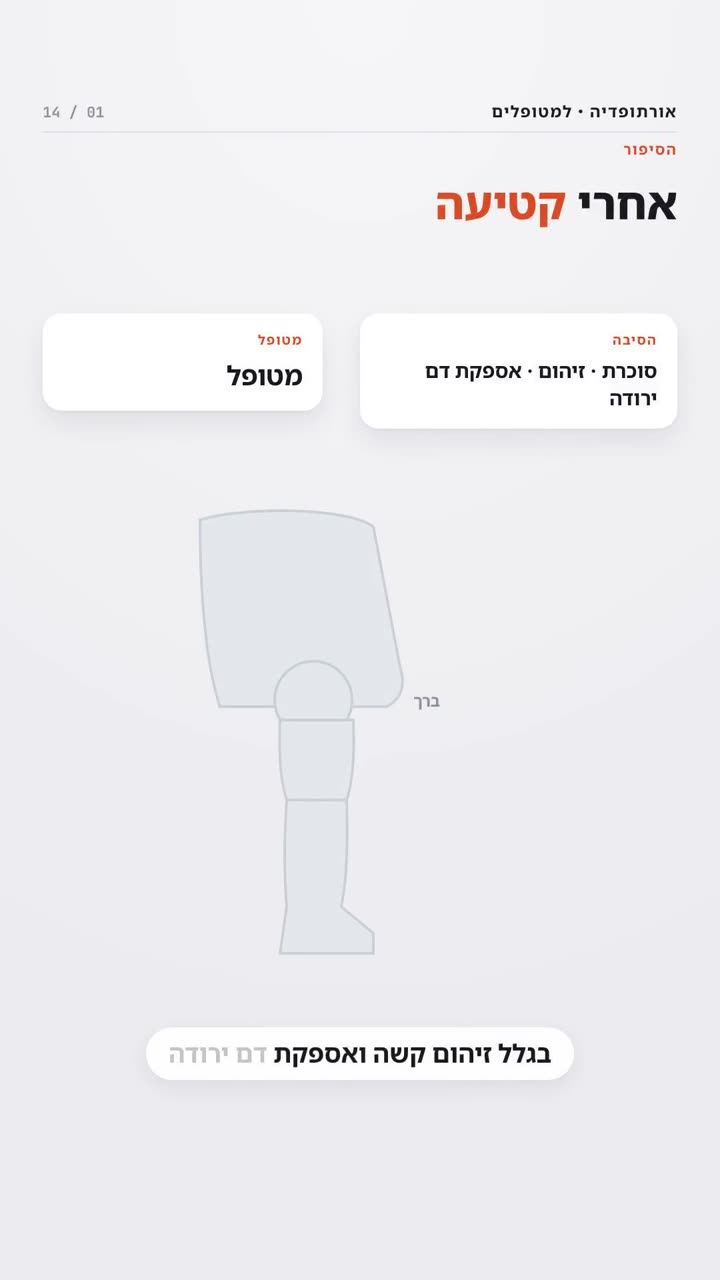 אורתופדיה · למטופלים
14 / 01
הסיפור
אחרי קטיעה
הסיבה
סוכרת · זיהום · אספקת דם
ירודה
מטופל
מטופל
ברך
בגלל זיהום קשה ואספקת דם ירודה